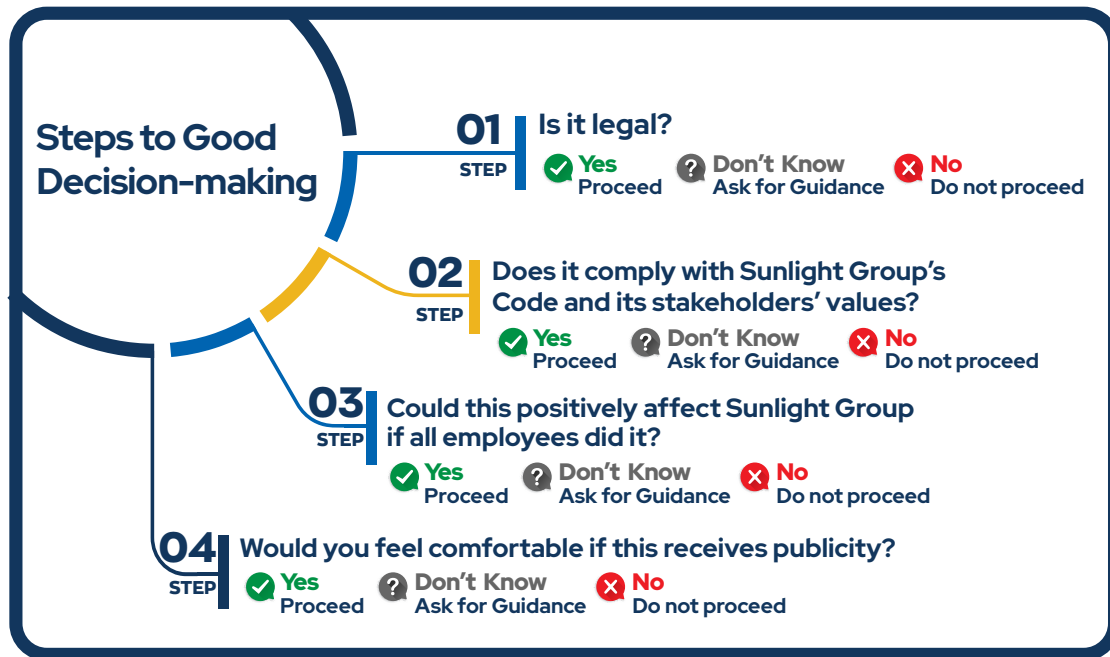 Steps to Good
Decision-making
01
STEP
Is it legal?
Yes
Proceed
Don't Know
Ask for Guidance
No
Do not proceed
02
STEP
Does it comply with Sunlight Group's
Code and its stakeholders' values?
Yes
Proceed
Don't Know
Ask for Guidance
No
Do not proceed
03
STEP
Could this positively affect Sunlight Group
if all employees did it?
Yes
Proceed
Don't Know
Ask for Guidance
No
Do not proceed
04
STEP
Would you feel comfortable if this receives publicity?
Yes
Proceed
Don't Know
Ask for Guidance
No
Do not proceed